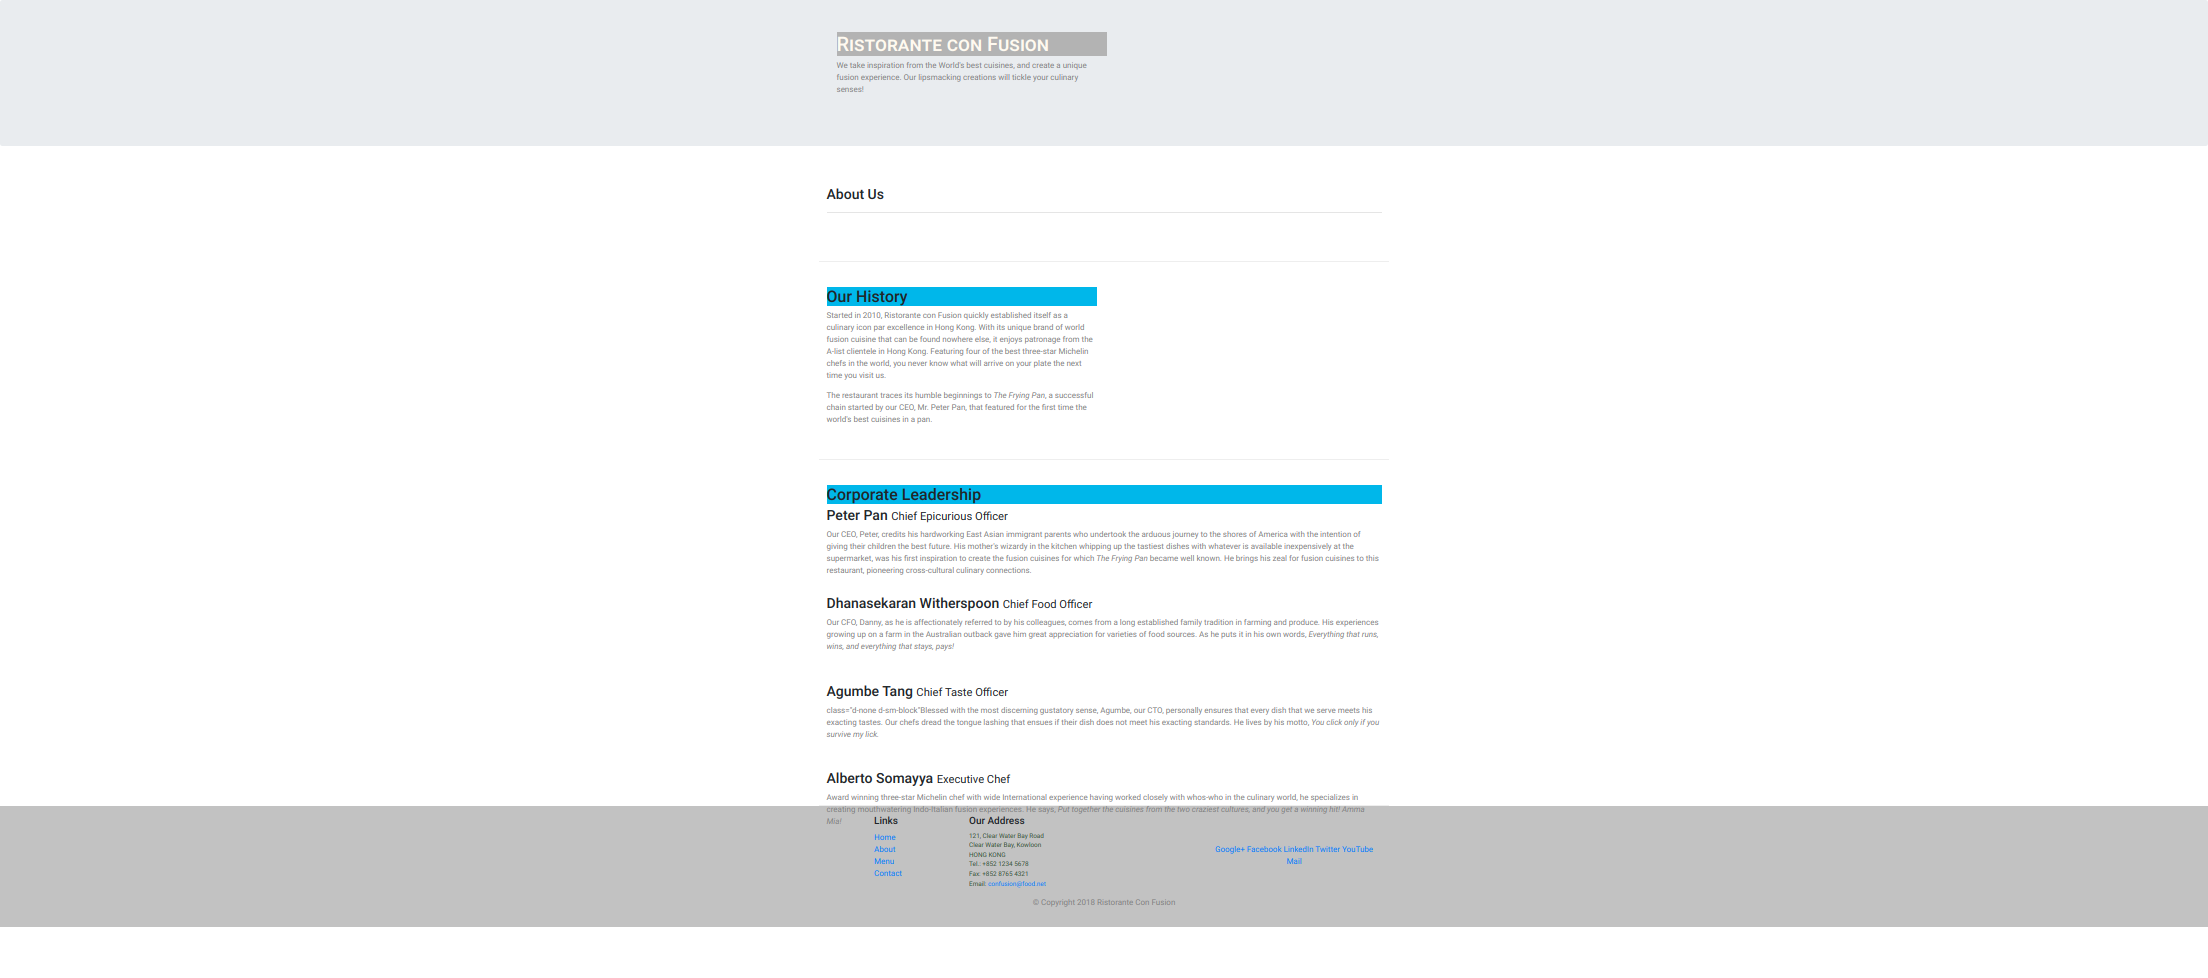 Ristorante con Fusion
We take inspiration from the World's best cuisines, and create a unique
fusion experience. Our lipsmacking creations will tickle your culinary
senses!
About Us
Our History
Started in 2010, Ristorante con Fusion quickly established itself as a
culinary icon par excellence in Hong Kong. With its unique brand of world
fusion cuisine that can be found nowhere else, it enjoys patronage from the
A-list clientele in Hong Kong. Featuring four of the best three-star Michelin
chefs in the world, you never know what will arrive on your plate the next
time you visit us.
The restaurant traces its humble beginnings to The Frying Pan, a successful
chain started by our CEO, Mr. Peter Pan, that featured for the first time the
world's best cuisines in a pan.
Corporate Leadership
Peter Pan Chief Epicurious Officer
Our CEO, Peter, credits his hardworking East Asian immigrant parents who undertook the arduous journey to the shores of America with the intention of
giving their children the best future. His mother's wizardy in the kitchen whipping up the tastiest dishes with whatever is available inexpensively at the
supermarket, was his first inspiration to create the fusion cuisines for which The Frying Pan became well known. He brings his zeal for fusion cuisines to this
restaurant, pioneering cross-cultural culinary connections.
Dhanasekaran Witherspoon Chief Food Officer
Our CFO, Danny, as he is affectionately referred to by his colleagues, comes from a long established family tradition in farming and produce. His experiences
growing up on a farm in the Australian outback gave him great appreciation for varieties of food sources. As he puts it in his own words, Everything that runs,
wins, and everything that stays, pays!
Agumbe Tang Chief Taste Officer
class="d-none d-sm-block"Blessed with the most discerning gustatory sense, Agumbe, our CTO, personally ensures that every dish that we serve meets his
exacting tastes. Our chefs dread the tongue lashing that ensues if their dish does not meet his exacting standards. He lives by his motto, You click only if you
survive my lick.
Alberto Somayya Executive Chef
Award winning three-star Michelin chef with wide International experience having worked closely with whos-who in the culinary world, he specializes in
creating mouthwatering Indo-Italian fusion experiences. He says, Put together the cuisines from the two craziest cultures, and you get a winning hit! Amma
Mia!
Links
Home
About
Menu
Contact
Our Address
121, Clear Water Bay Road
Clear Water Bay, Kowloon
HONG KONG
Tel.: +852 1234 5678
Fax: +852 8765 4321
Email: confusion@food.net
Google+ Facebook LinkedIn Twitter YouTube
Mail
© Copyright 2018 Ristorante Con Fusion